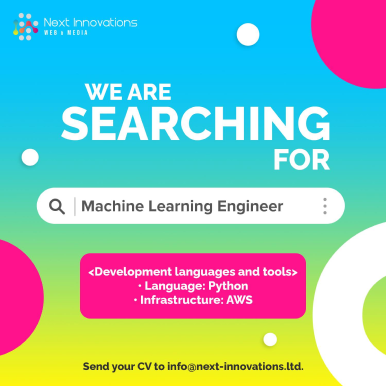 Next Innovations
WEB x MEDIA
WE ARE
SEARCHING
FOR
Machine Learning Engineer
<Development languages and tools>
• Language: Python
• Infrastructure: AWS
Send your CV to info@next-innovations.ltd.